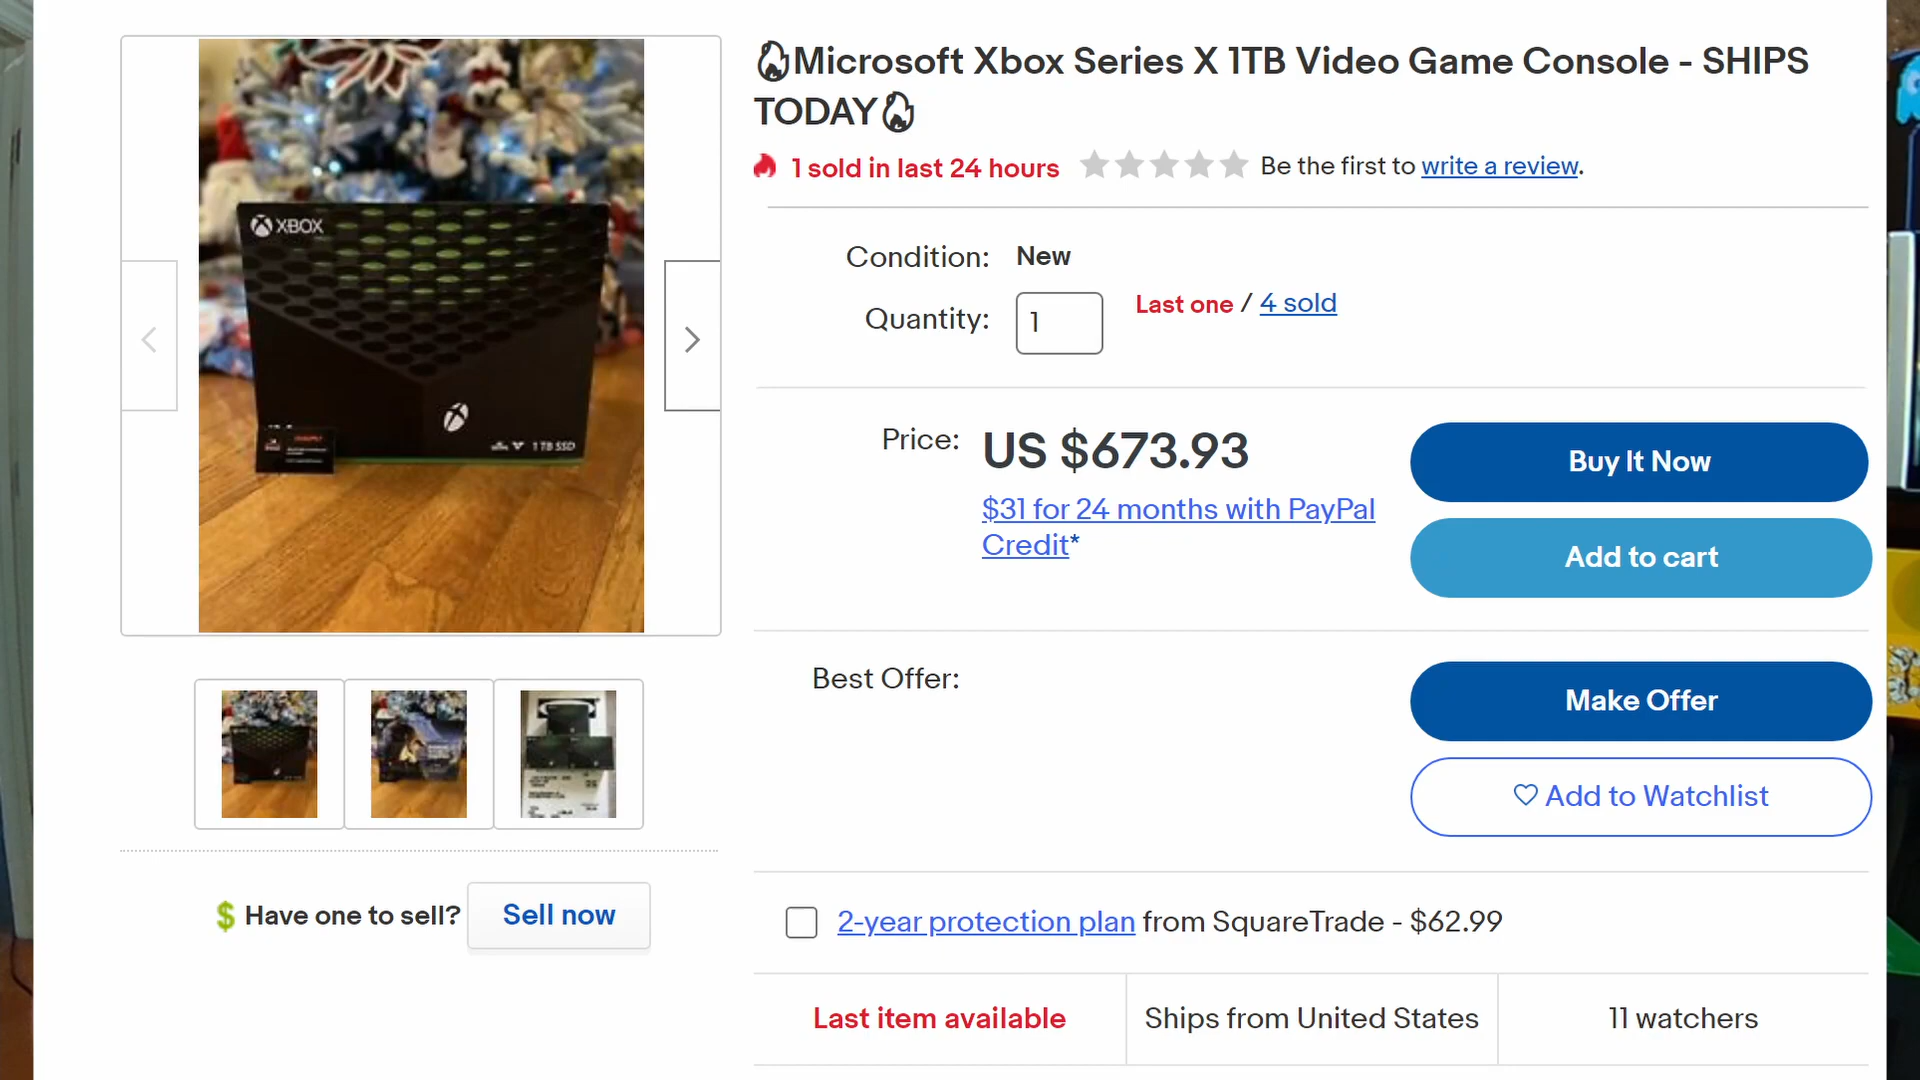 🔥Microsoft Xbox Series X 1TB Video Game Console - SHIPS
TODAY🔥
1 sold in last 24 hours
Be the first to write a review.
XBOX
1 TB SSD
Condition: New
Quantity: 1
Last one / 4 sold
Price: US $673.93
$31 for 24 months with PayPal
Credit*
Buy It Now
Add to cart
Best Offer:
Make Offer
Add to Watchlist
Have one to sell? Sell now
2-year protection plan from SquareTrade - $62.99
Last item available
Ships from United States
11 watchers